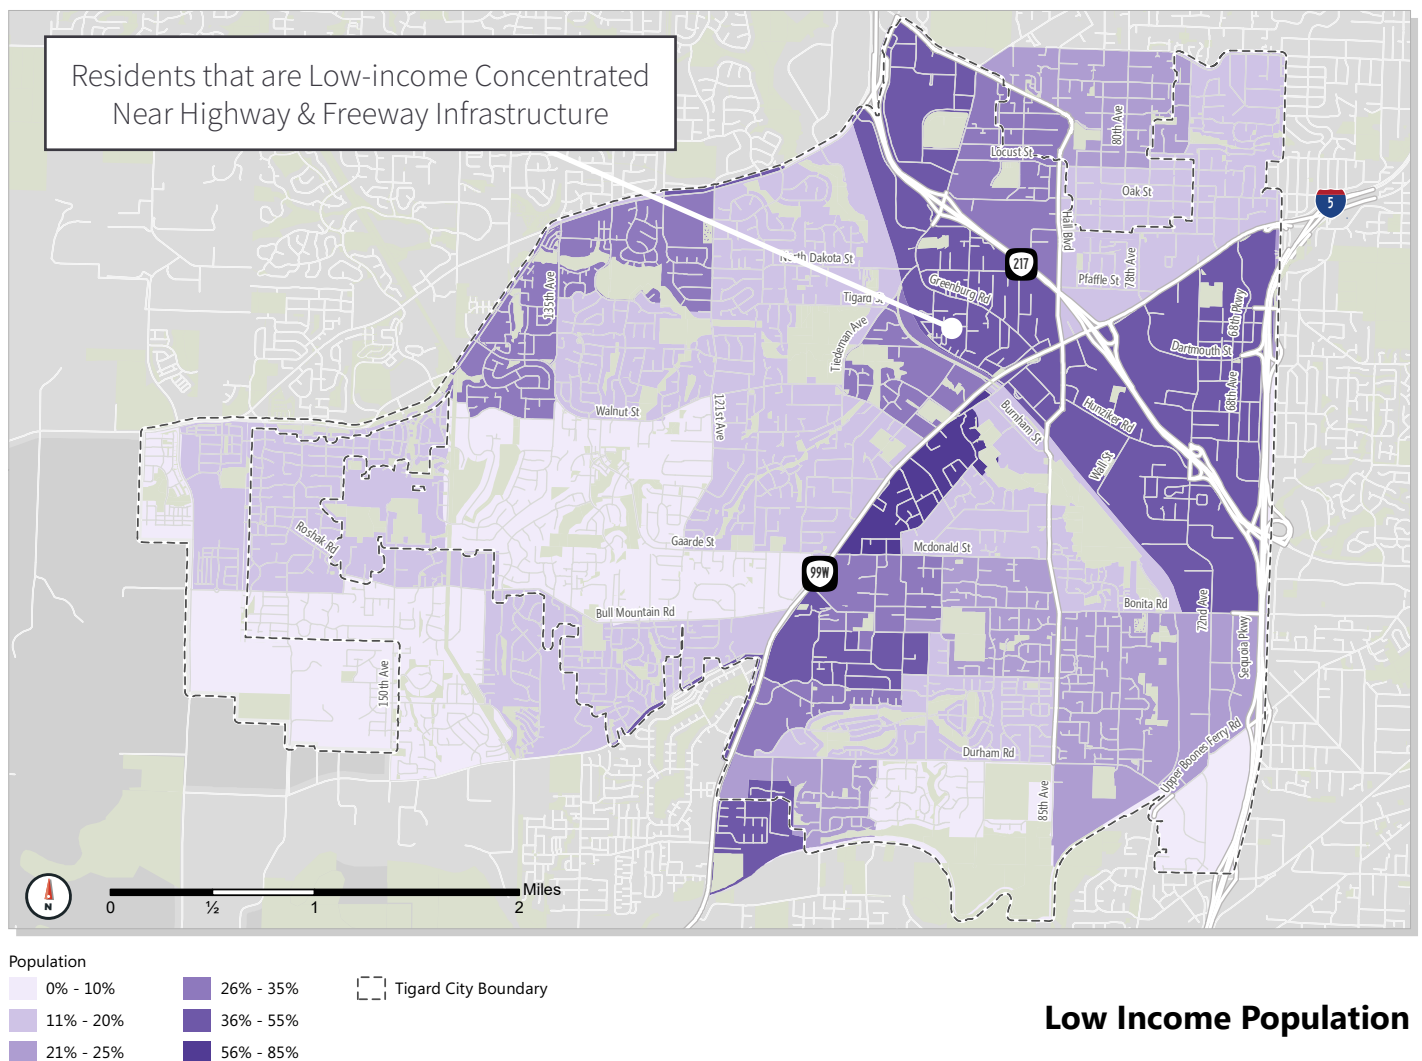 Residents that are Low-income Concentrated
Near Highway & Freeway Infrastructure
80th Ave
Locust St
Oak St
5
Hall Blvd
217
78th Ave
North Dakota St
Pfaffle St
135th Ave
Greenburg Rd
Tigard St
68th Pkwy
Tiedeman Ave
Dartmouth St
68th Ave
Walnut St
121st Ave
Burnham St
Hunziker Rd
Wall St
Roshak Rd
Gaarde St
Mcdonald St
99W
Bull Mountain Rd
Bonita Rd
72nd Ave
Sequoia Pkwy
150th Ave
Durham Rd
Upper Boones Ferry Rd
85th Ave
N
Miles
0 ½ 1 2
Population
0% - 10%
11% - 20%
21% - 25%
26% - 35%
36% - 55%
56% - 85%
Tigard City Boundary
Low Income Population